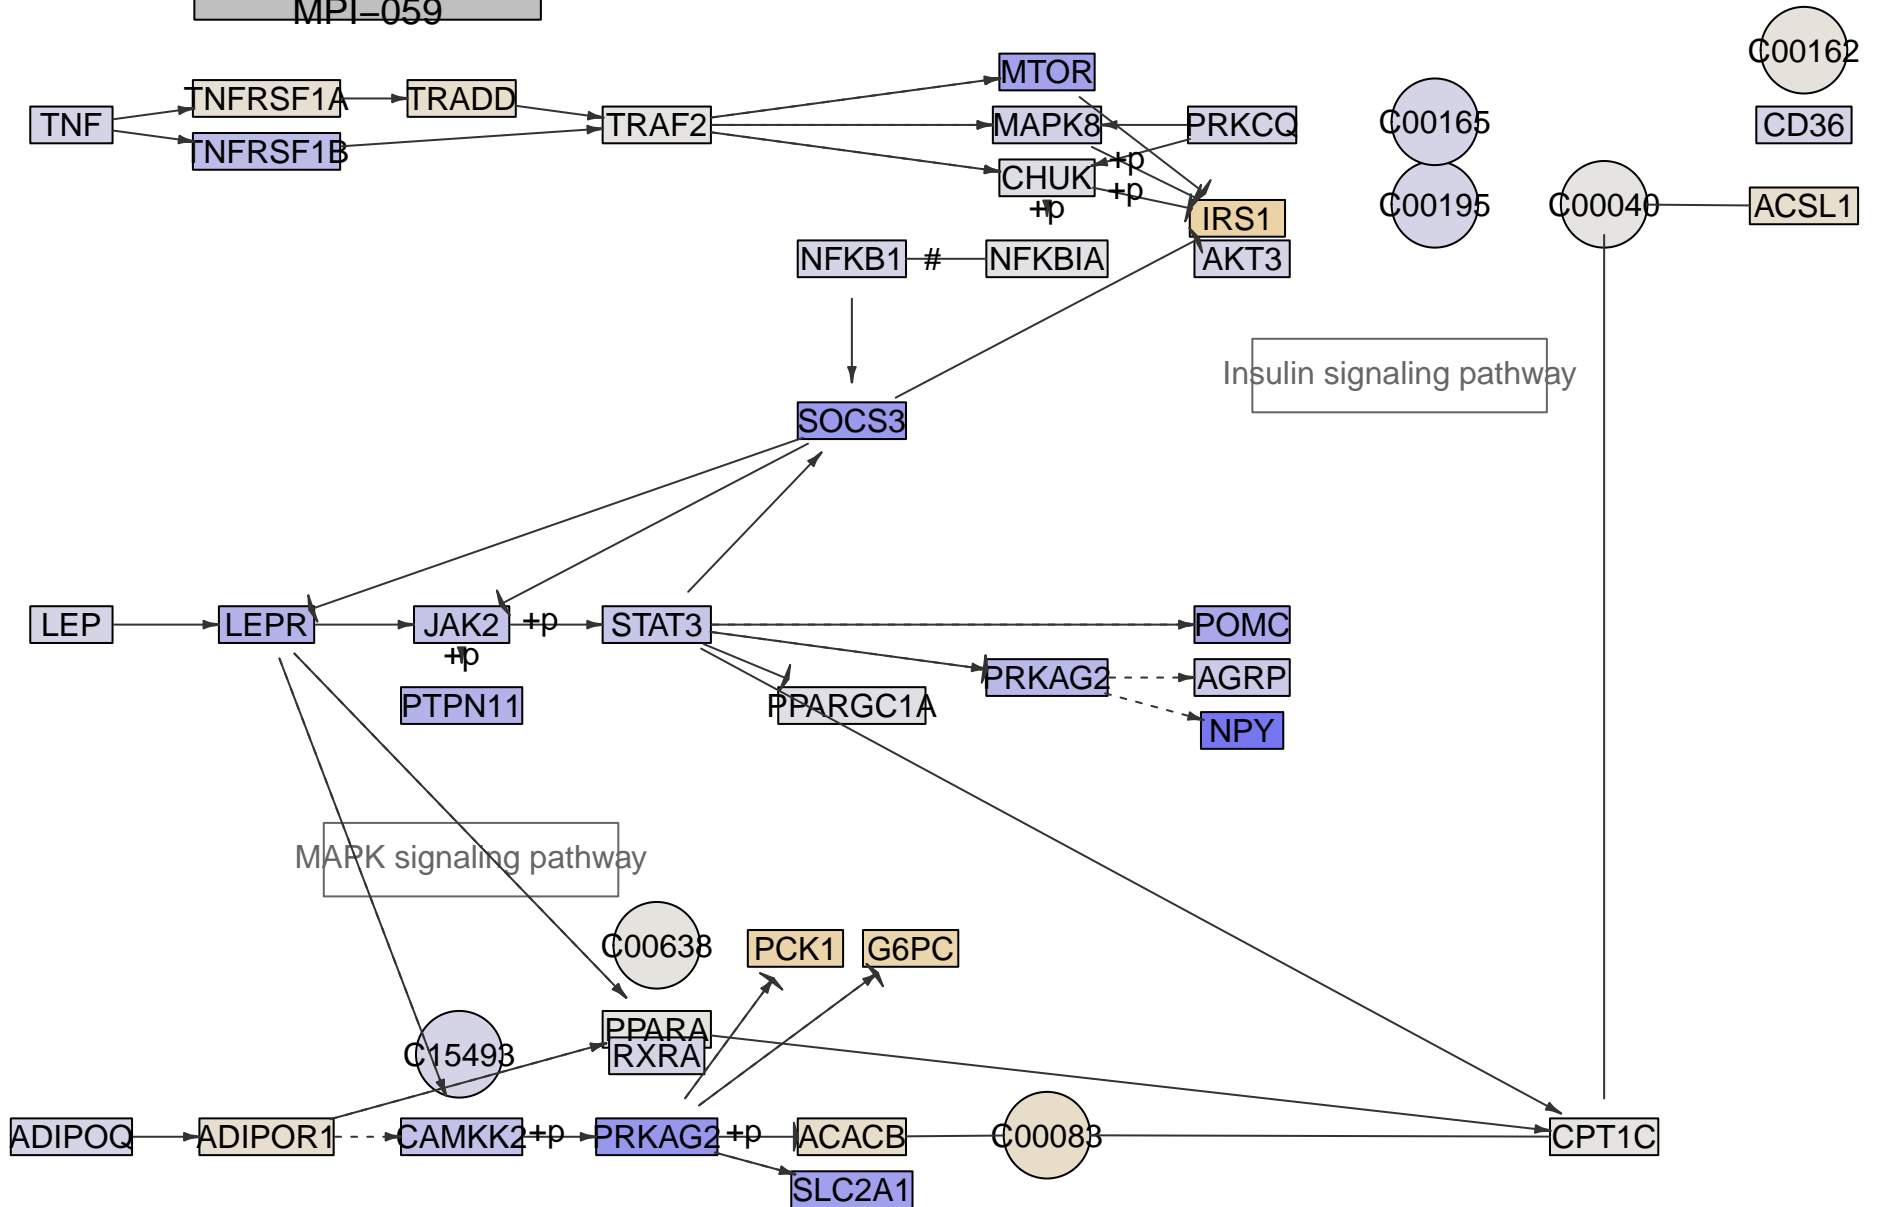 MPI−059
C00162
MTOR
TNFRSF1A
TRADD
TNF
TRAF2
MAPK8
PRKCQ
C00165
CD36
TNFRSF1B
+p
CHUK
+p
+p
IRS1
C00195
C00040
ACSL1
NFKB1
#
NFKBIA
AKT3
Insulin signaling pathway
SOCS3
LEP
LEPR
JAK2
+p
STAT3
POMC
+p
PRKAG2
AGRP
PTPN11
PPARGC1A
NPY
MAPK signaling pathway
C00638
PCK1
G6PC
PPARA
C15493
RXRA
ADIPOQ
ADIPOR1
CAMKK2
+p
PRKAG2
+p
ACACB
C00083
CPT1C
SLC2A1